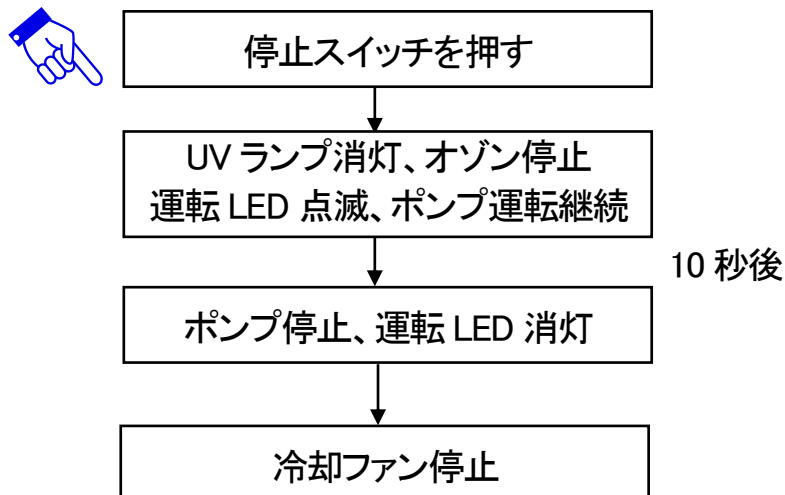 停止スイッチを押す
UV ランプ消灯、オゾン停止
運転 LED 点滅、ポンプ運転継続
10 秒後
ポンプ停止、運転 LED 消灯
冷却ファン停止